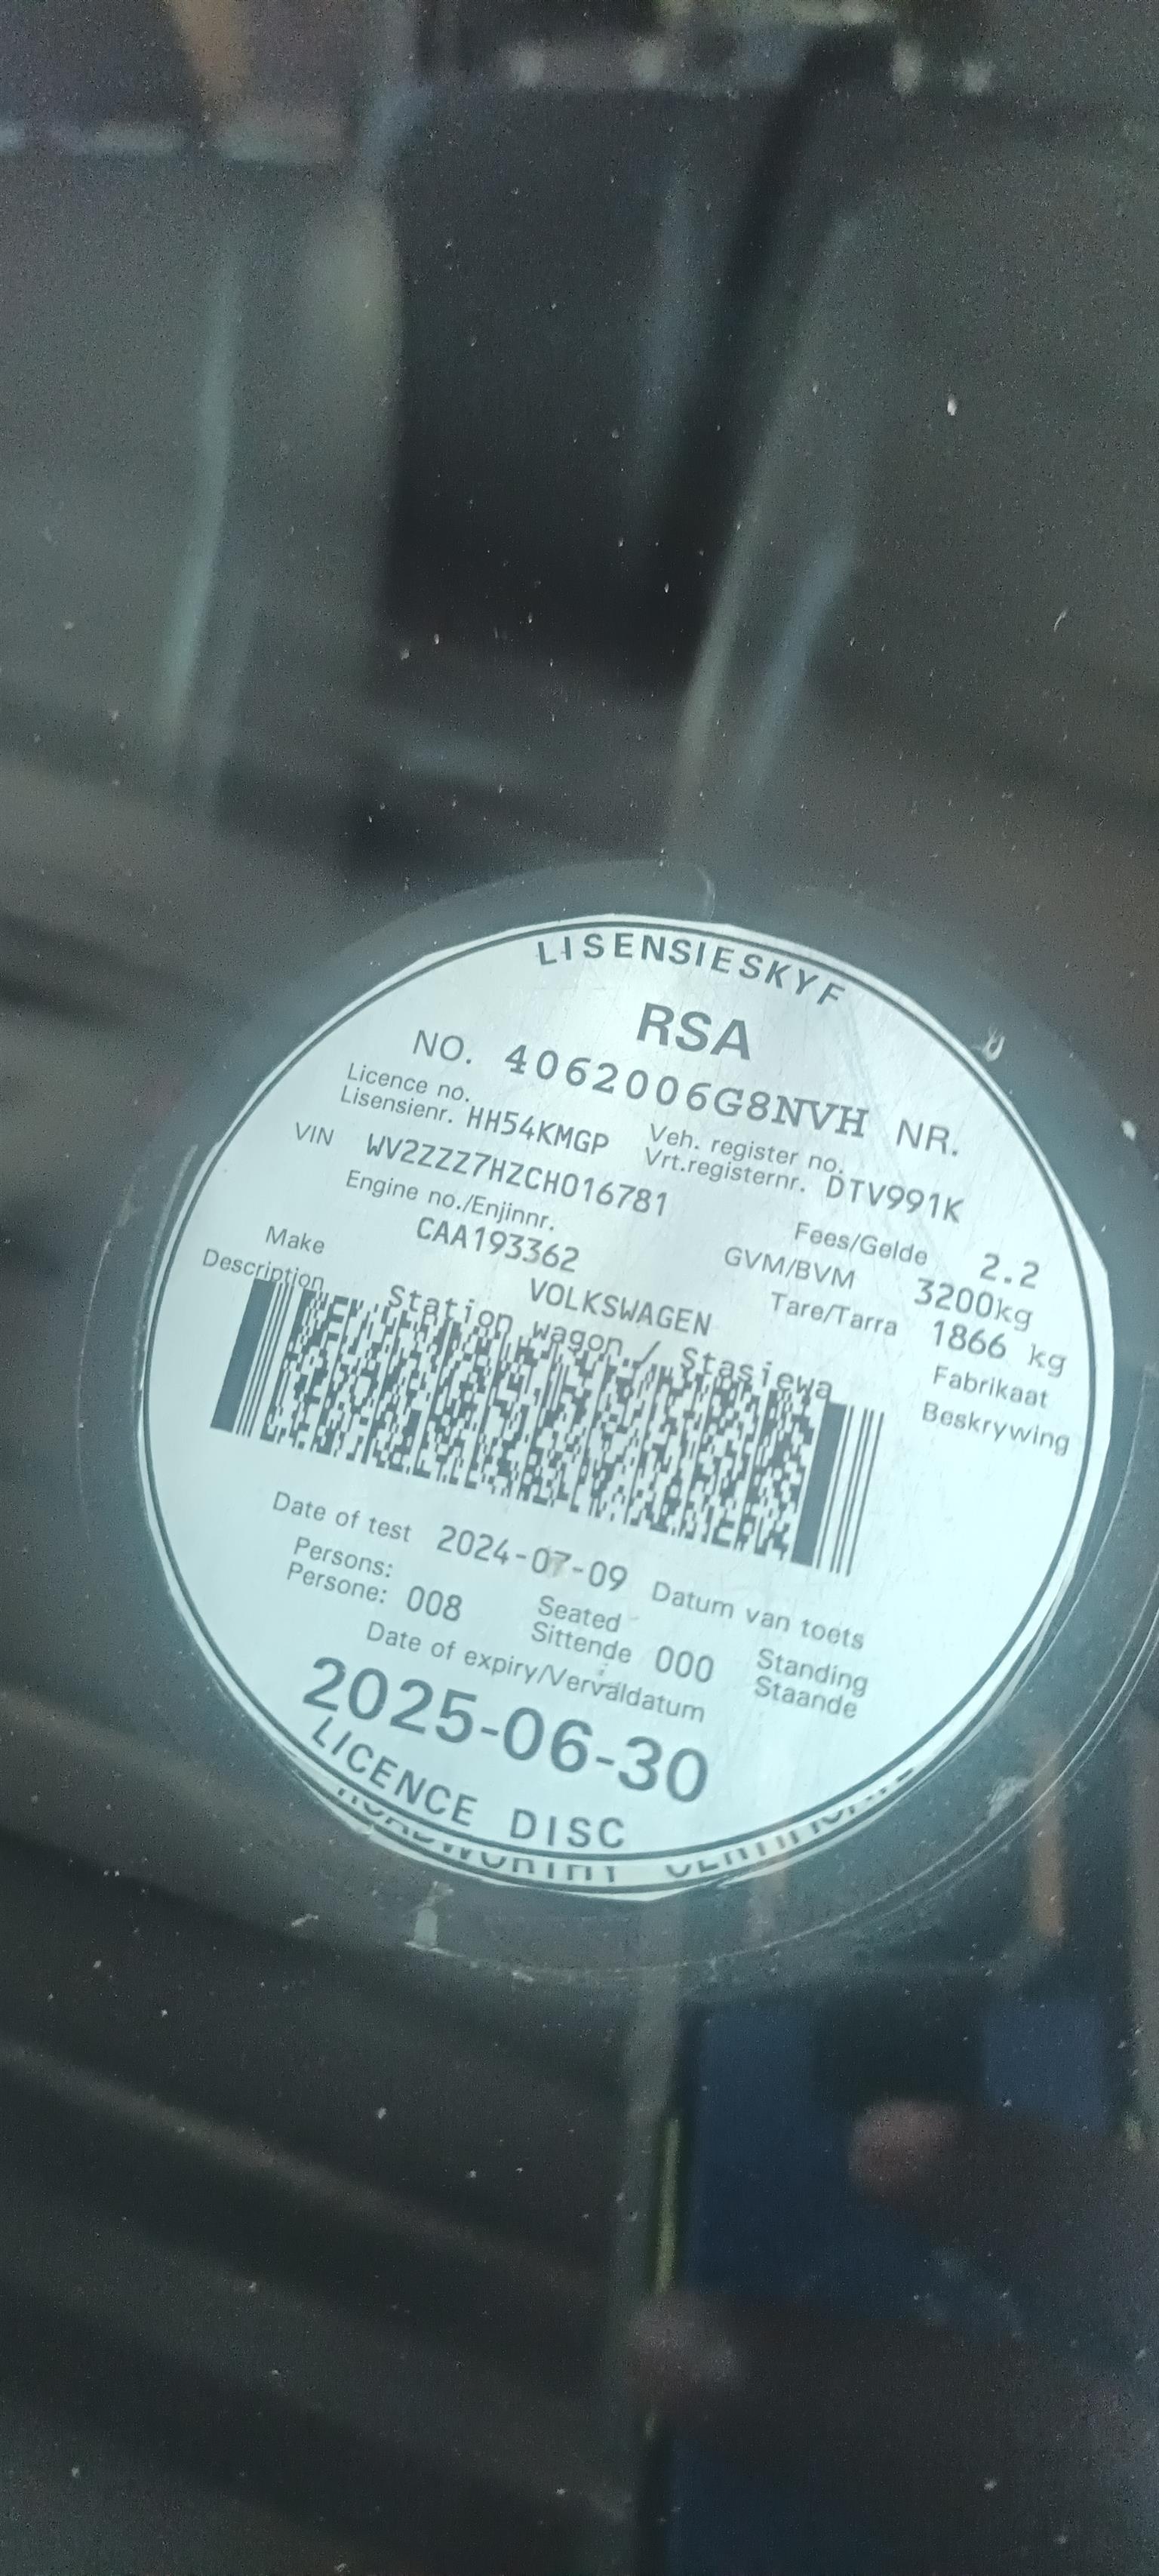 LISENSIESKYF
RSA
NO. 4062006G8NVH NR.
Licence no.
Lisensienr. HH54KMGP
Veh. register no.
Vrt.registernr. DTV991K
VIN WV2ZZZ7HZCH016781
Engine no./Enjinnr.
CAA193362
Fees/Gelde 2.2
GVM/BVM 3200kg
Tare/Tarra 1866 kg
Make VOLKSWAGEN Fabrikaat
Description Station wagon / Stasiewa Beskrywing
Date of test 2024-07-09 Datum van toets
Persons:
Persone: 008
Seated
Sittende 000
Standing
Staande
Date of expiry/Vervaldatum
2025-06-30
LICENCE DISC
ROADWORTHY CERTIFICATE